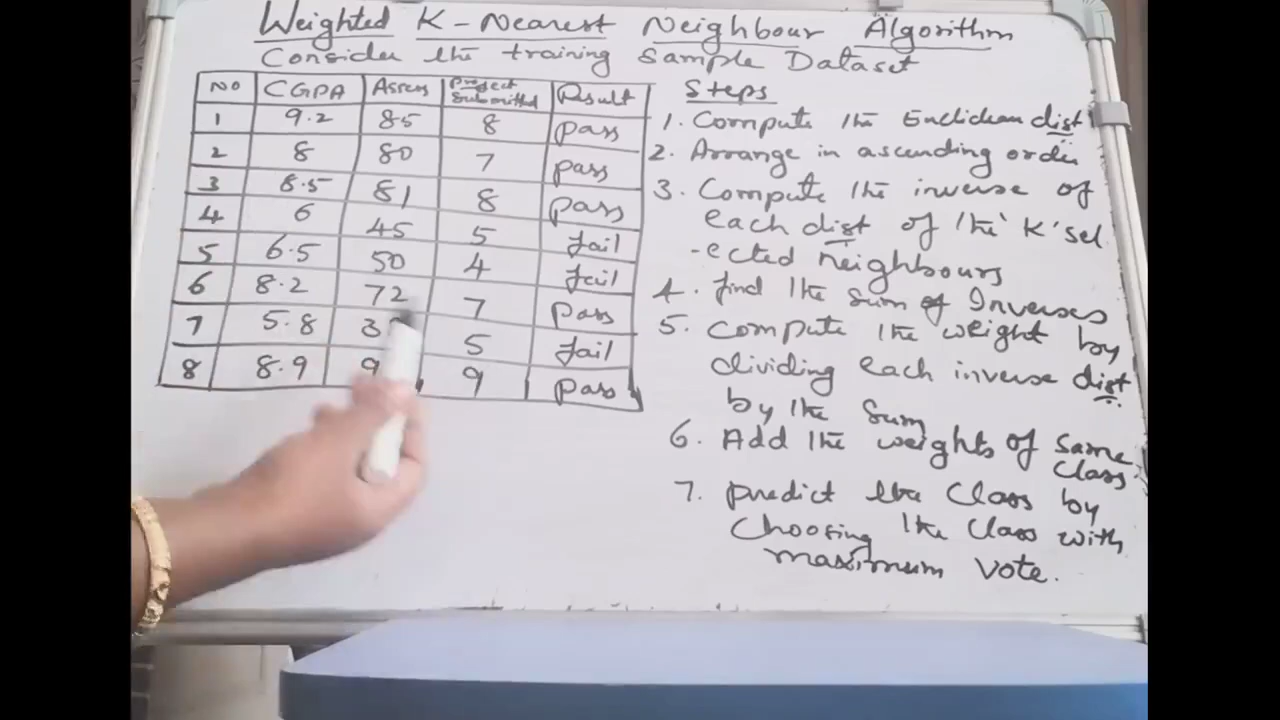 Weighted K-Nearest Neighbour Algorithm
Consider the training Sample Dataset
NO CGPA Assess Project Submitted Result
1 9.2 85 8 pass
2 8 80 7 pass
3 8.5 81 8 pass
4 6 45 5 fail
5 6.5 50 4 fail
6 8.2 72 7 pass
7 5.8 5 fail
8 8.9 9 pass
Steps
1. Compute the Euclidean dist
2. Arrange in ascending order
3. Compute the inverse of
each dist of the 'K' sel
-ected neighbours
4. find the sum of Inverses
5. Compute the weight by
dividing each inverse dist
by the sum
6. Add the weights of same
class.
7. predict the class by
choosing the class with
maximum vote.